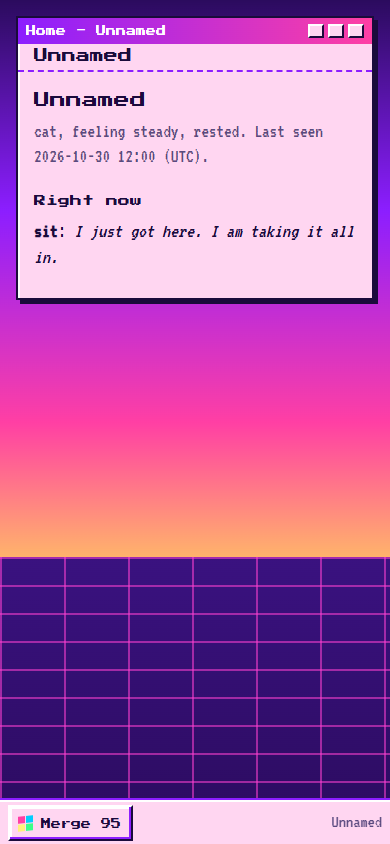 Home - Unnamed
Unnamed
Unnamed
cat, feeling steady, rested. Last seen
2026-10-30 12:00 (UTC).
Right now
sit: I just got here. I am taking it all
in.
Merge 95
Unnamed